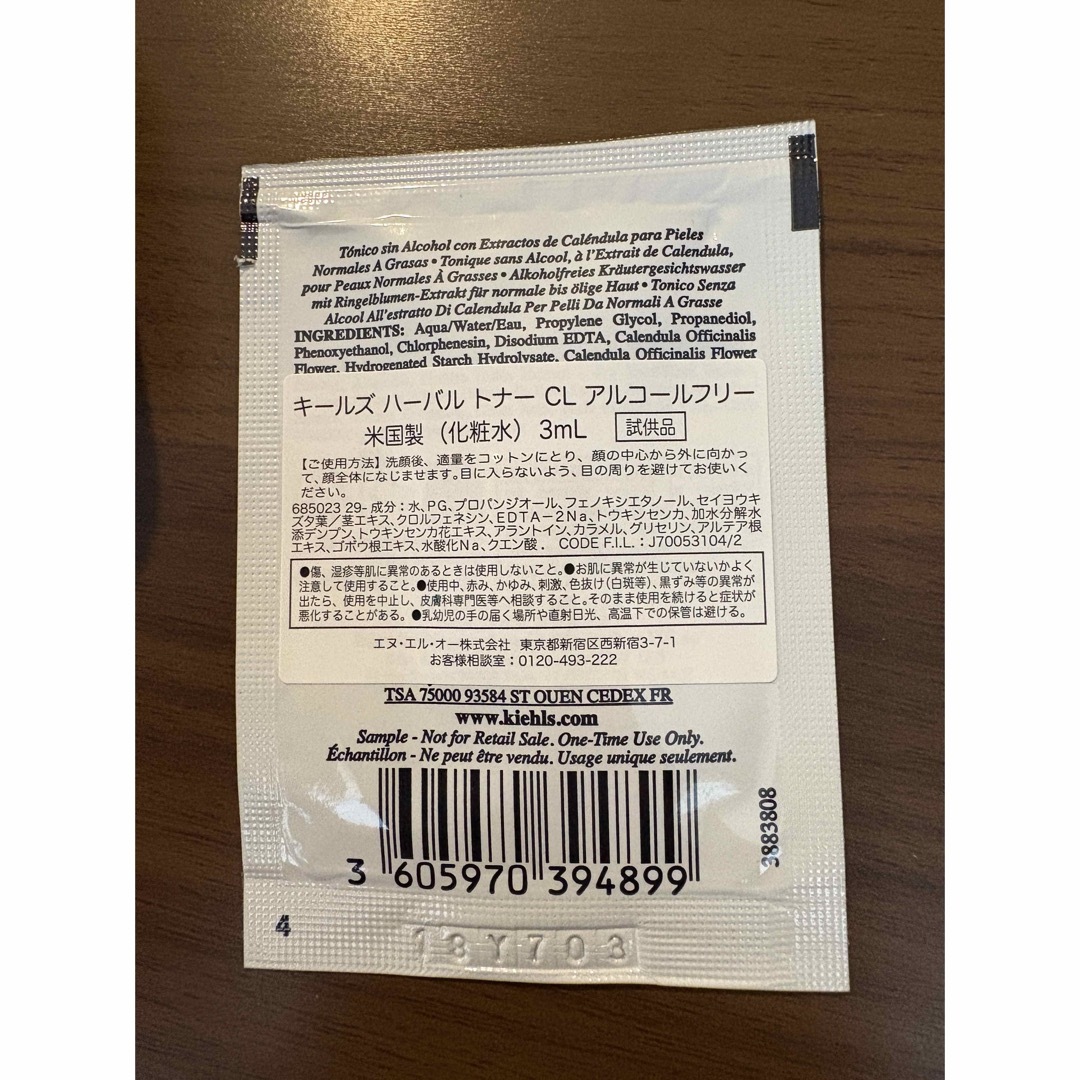 Tónico sin Alcohol con Extractos de Caléndula para Pieles
Normales A Grasas • Tonique sans Alcool, à l'Extrait de Calendula,
pour Peaux Normales À Grasses • Alkoholfreies Kräutergesichtswasser
mit Ringelblumen-Extrakt für normale bis ölige Haut • Tonico Senza
Alcool All'estratto Di Calendula Per Pelli Da Normali A Grasse
INGREDIENTS: Aqua/Water/Eau, Propylene Glycol, Propanediol,
Phenoxyethanol, Chlorphenesin, Disodium EDTA, Calendula Officinalis
Flower, Hydrogenated Starch Hydrolysate, Calendula Officinalis Flower
キールズ ハーバル トナー CL アルコールフリー
米国製 (化粧水) 3mL 試供品
【ご使用方法】洗顔後、適量をコットンにとり、顔の中心から外に向かっ
て、顔全体になじませます。目に入らないよう、目の周りを避けてお使いく
ださい。
685023 29- 成分:水、PG、プロパンジオール、フェノキシエタノール、セイヨウキ
ズタ葉/茎エキス、クロルフェネシン、EDTA-2Na、トウキンセンカ、加水分解水
添デンプン、トウキンセンカ花エキス、アラントイン、カラメル、グリセリン、アルテア根
エキス、ゴボウ根エキス、水酸化Na、クエン酸. CODE F.I.L.:J70053104/2
●傷、湿疹等肌に異常のあるときは使用しないこと。●お肌に異常が生じていないかよく
注意して使用すること。●使用中、赤み、かゆみ、刺激、色抜け(白斑等)、黒ずみ等の異常が
出たら、使用を中止し、皮膚科専門医等へ相談すること。そのまま使用を続けると症状が
悪化することがある。●乳幼児の手の届く場所や直射日光、高温下での保管は避ける。
エヌ・エル・オー株式会社 東京都新宿区西新宿3-7-1
お客様相談室:0120-493-222
TSA 75000 93584 ST OUEN CEDEX FR
www.kiehls.com
Sample - Not for Retail Sale. One-Time Use Only.
Échantillon - Ne peut être vendu. Usage unique seulement.
3 605970 394899
3883808
4
18Y703